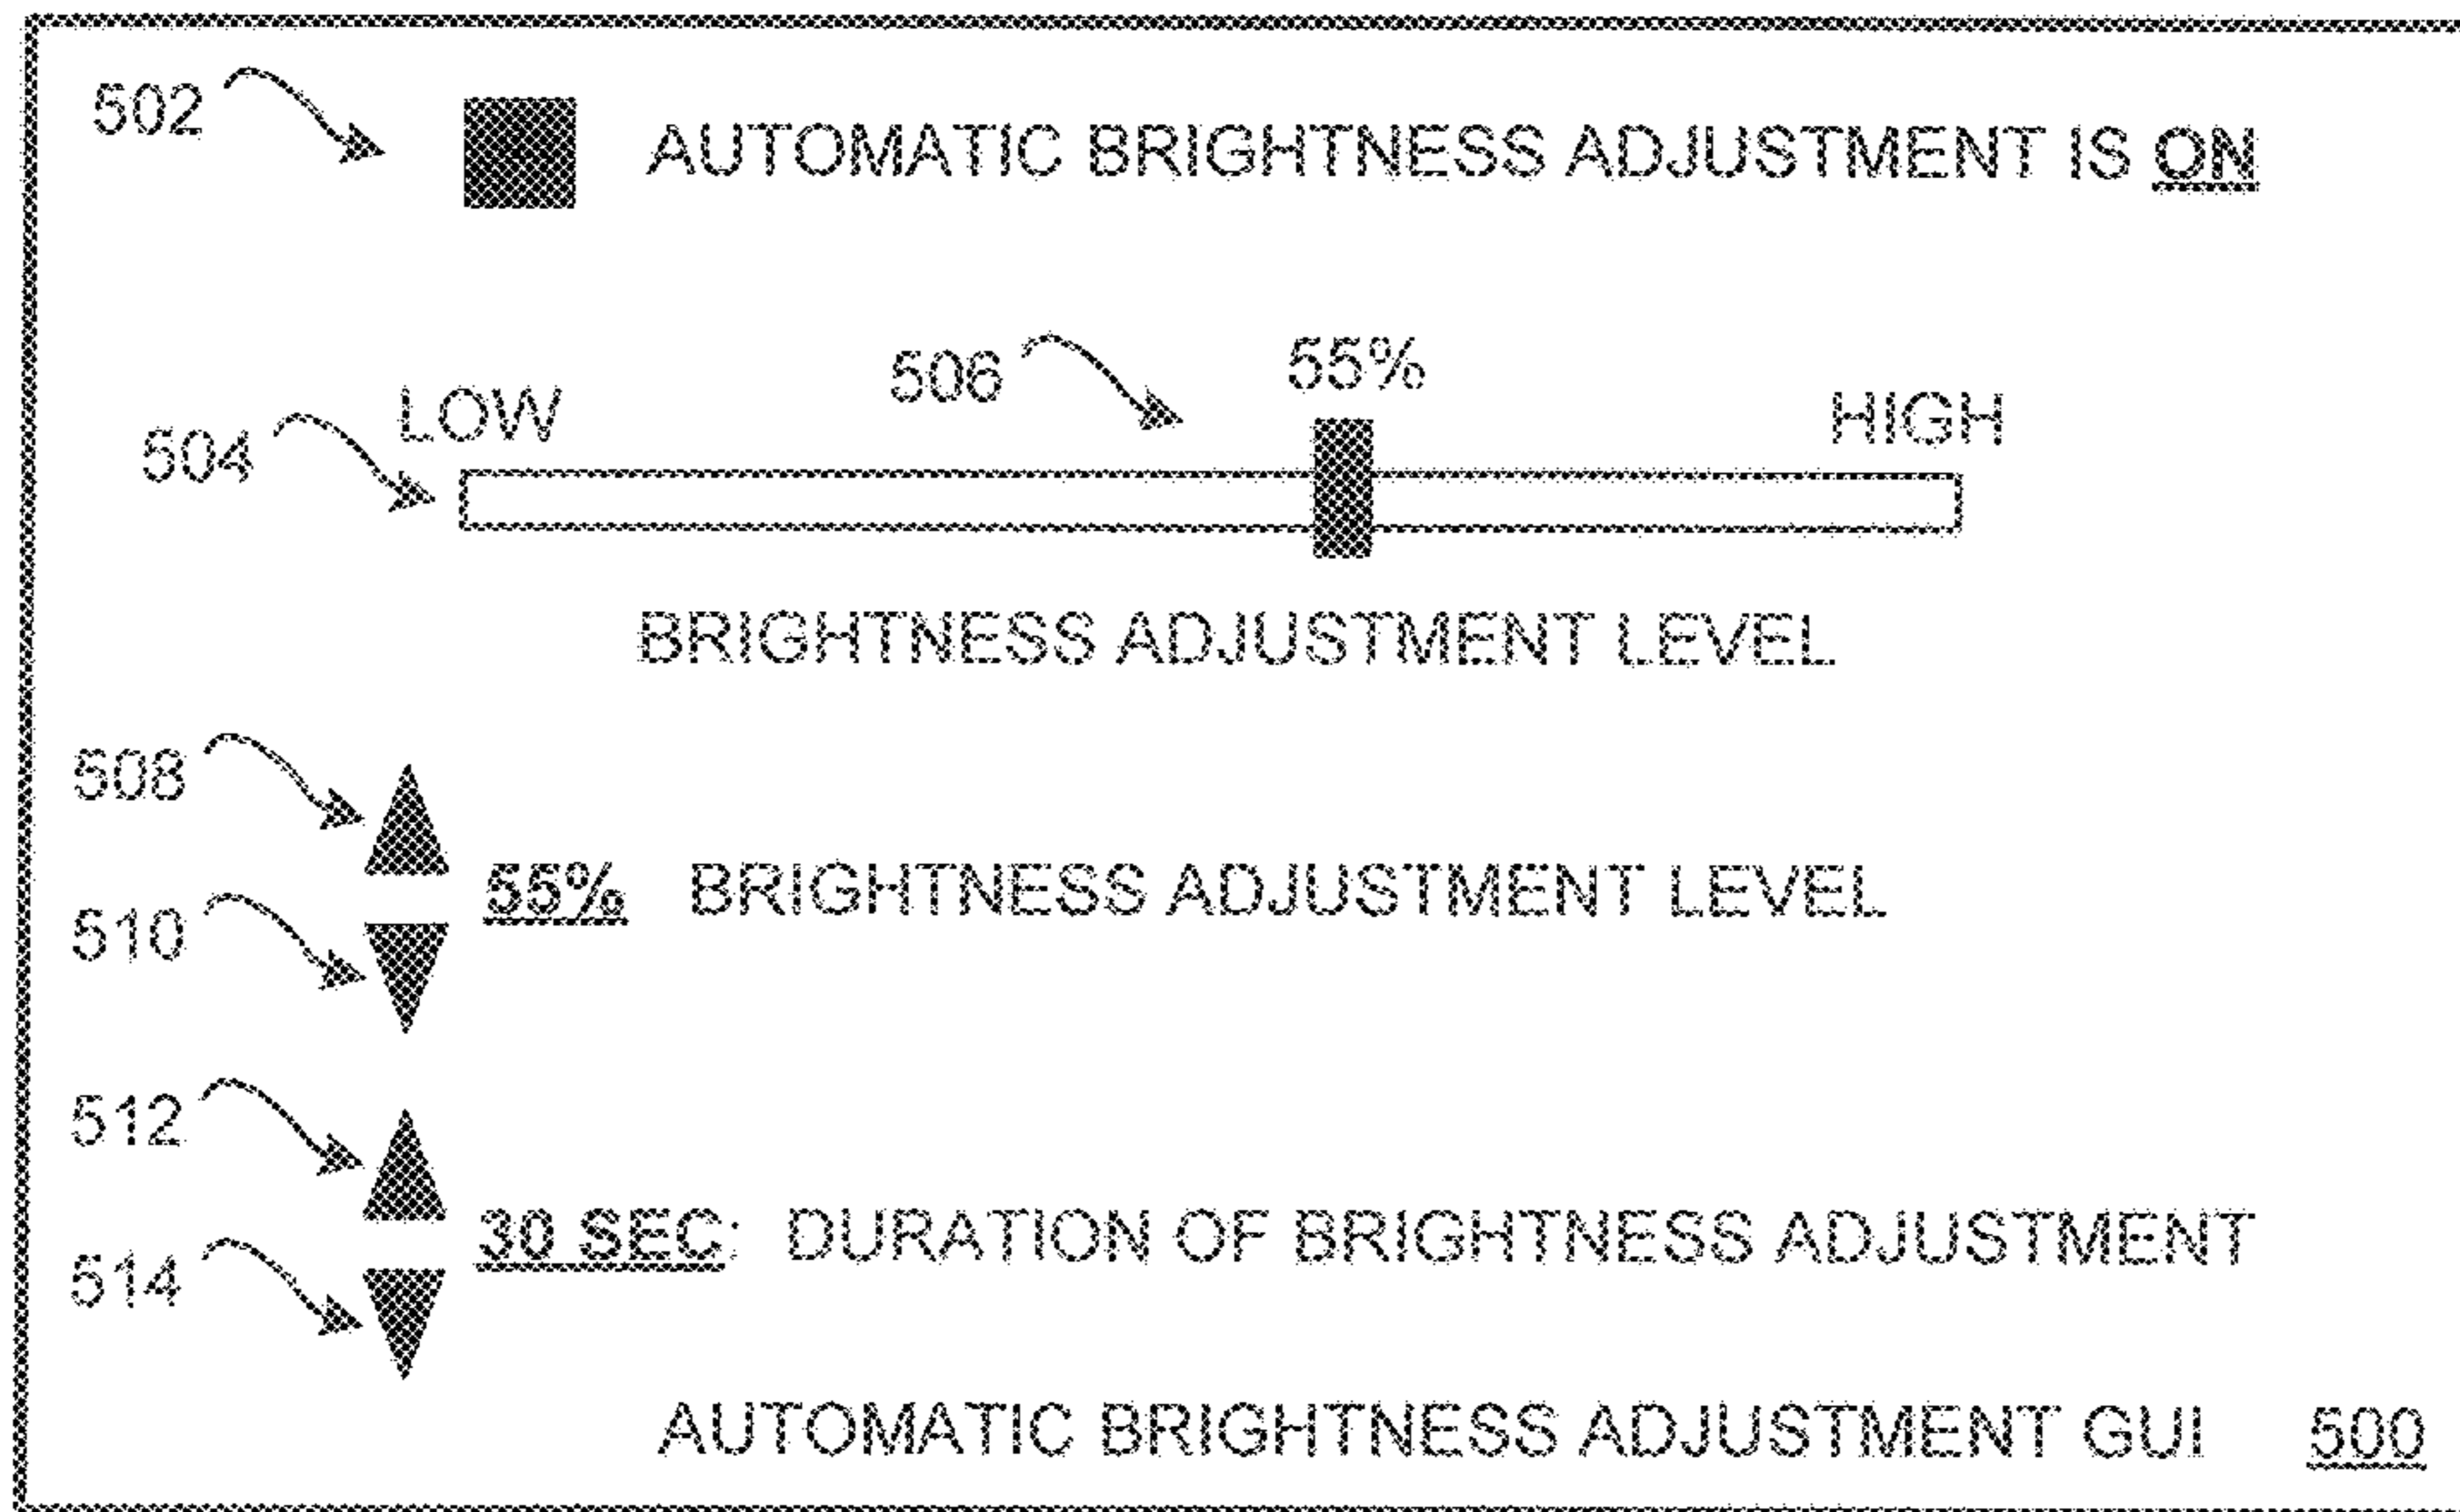 502 AUTOMATIC BRIGHTNESS ADJUSTMENT IS ON
506 55%
LOW HIGH
504
BRIGHTNESS ADJUSTMENT LEVEL
508
55% BRIGHTNESS ADJUSTMENT LEVEL
510
512
30 SEC: DURATION OF BRIGHTNESS ADJUSTMENT
514
AUTOMATIC BRIGHTNESS ADJUSTMENT GUI 500